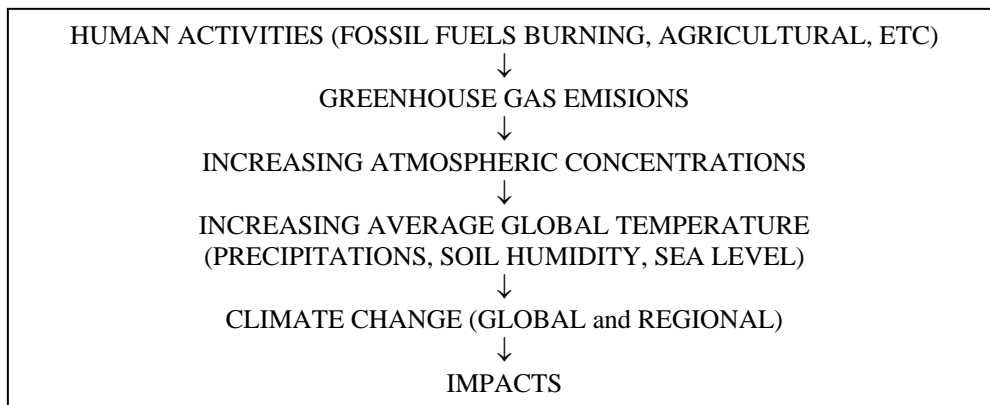 HUMAN ACTIVITIES (FOSSIL FUELS BURNING, AGRICULTURAL, ETC)
↓
GREENHOUSE GAS EMISIONS
↓
INCREASING ATMOSPHERIC CONCENTRATIONS
↓
INCREASING AVERAGE GLOBAL TEMPERATURE
(PRECIPITATIONS, SOIL HUMIDITY, SEA LEVEL)
↓
CLIMATE CHANGE (GLOBAL and REGIONAL)
↓
IMPACTS